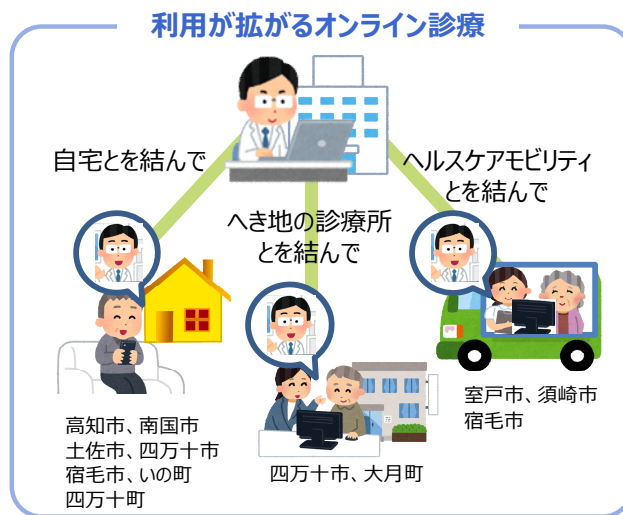 利用が拡がるオンライン診療
自宅とを結んで
へき地の診療所
とを結んで
ヘルスケアモビリティ
とを結んで
高知市、南国市
土佐市、四万十市
宿毛市、いの町
四万十町
四万十市、大月町
室戸市、須崎市
宿毛市